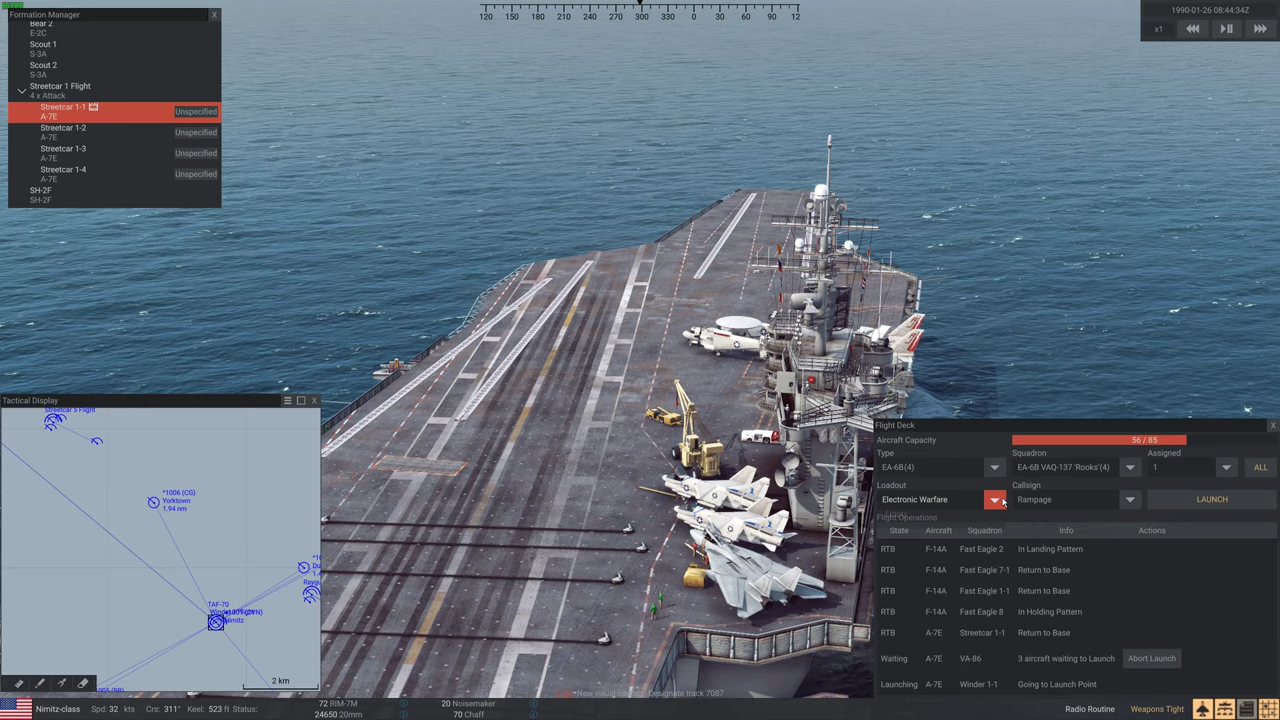 Formation Manager X
Bear 2
E-2C
Scout 1
S-3A
Scout 2
S-3A
Streetcar 1 Flight
4 x Attack
Streetcar 1-1 Unspecified
A-7E
Streetcar 1-2 Unspecified
A-7E
Streetcar 1-3 Unspecified
A-7E
Streetcar 1-4 Unspecified
A-7E
SH-2F
SH-2F
120 150 180 210 240 270 300 330 0 30 60 90 12
1990-01-26 08:44:34Z
x1
Tactical Display X
Streetcar 5 Flight
^1006 (CG)
Yorktown
1.94 nm
TAF-70
Nimitz
2 km
Flight Deck X
Aircraft Capacity 56 / 85
Type Squadron Assigned
EA-6B(4) EA-6B VAQ-137 'Rooks'(4) 1 ALL
Loadout Callsign
Electronic Warfare Rampage LAUNCH
Flight Operations
State Aircraft Squadron Info Actions
RTB F-14A Fast Eagle 2 In Landing Pattern
RTB F-14A Fast Eagle 7-1 Return to Base
RTB F-14A Fast Eagle 1-1 Return to Base
RTB F-14A Fast Eagle 8 In Holding Pattern
RTB A-7E Streetcar 1-1 Return to Base
Waiting A-7E VA-86 3 aircraft waiting to Launch Abort Launch
Launching A-7E Winder 1-1 Going to Launch Point
Designate track 7087
Nimitz-class Spd: 32 kts Crs: 311° Keel: 523 ft Status:
72 RIM-7M 20 Noisemaker
24650 20mm 70 Chaff
Radio Routine Weapons Tight